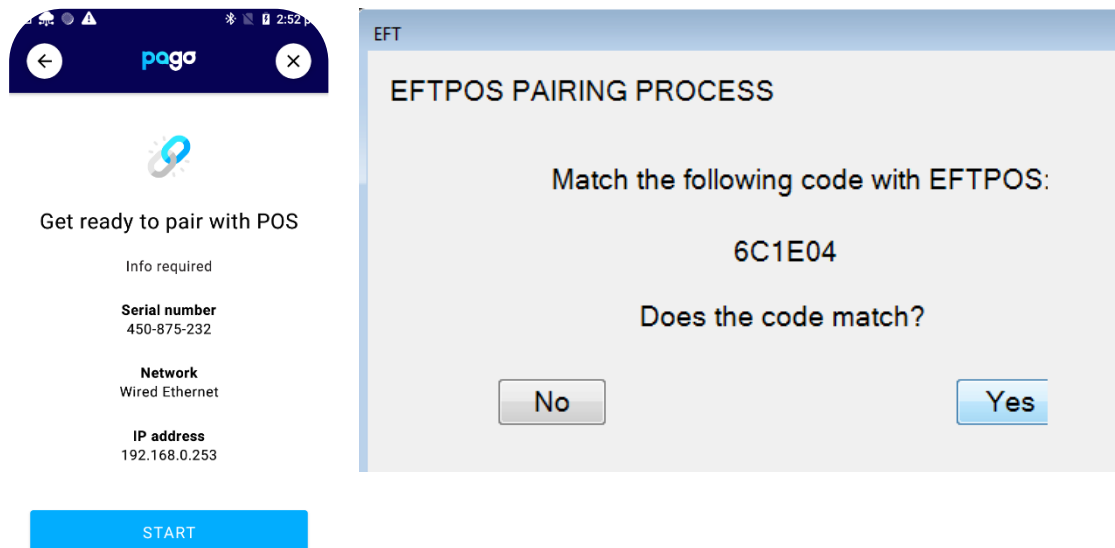 2:52 p
pago
Get ready to pair with POS
Info required
Serial number
450-875-232
Network
Wired Ethernet
IP address
192.168.0.253
START
EFT
EFTPOS PAIRING PROCESS
Match the following code with EFTPOS:
6C1E04
Does the code match?
No
Yes